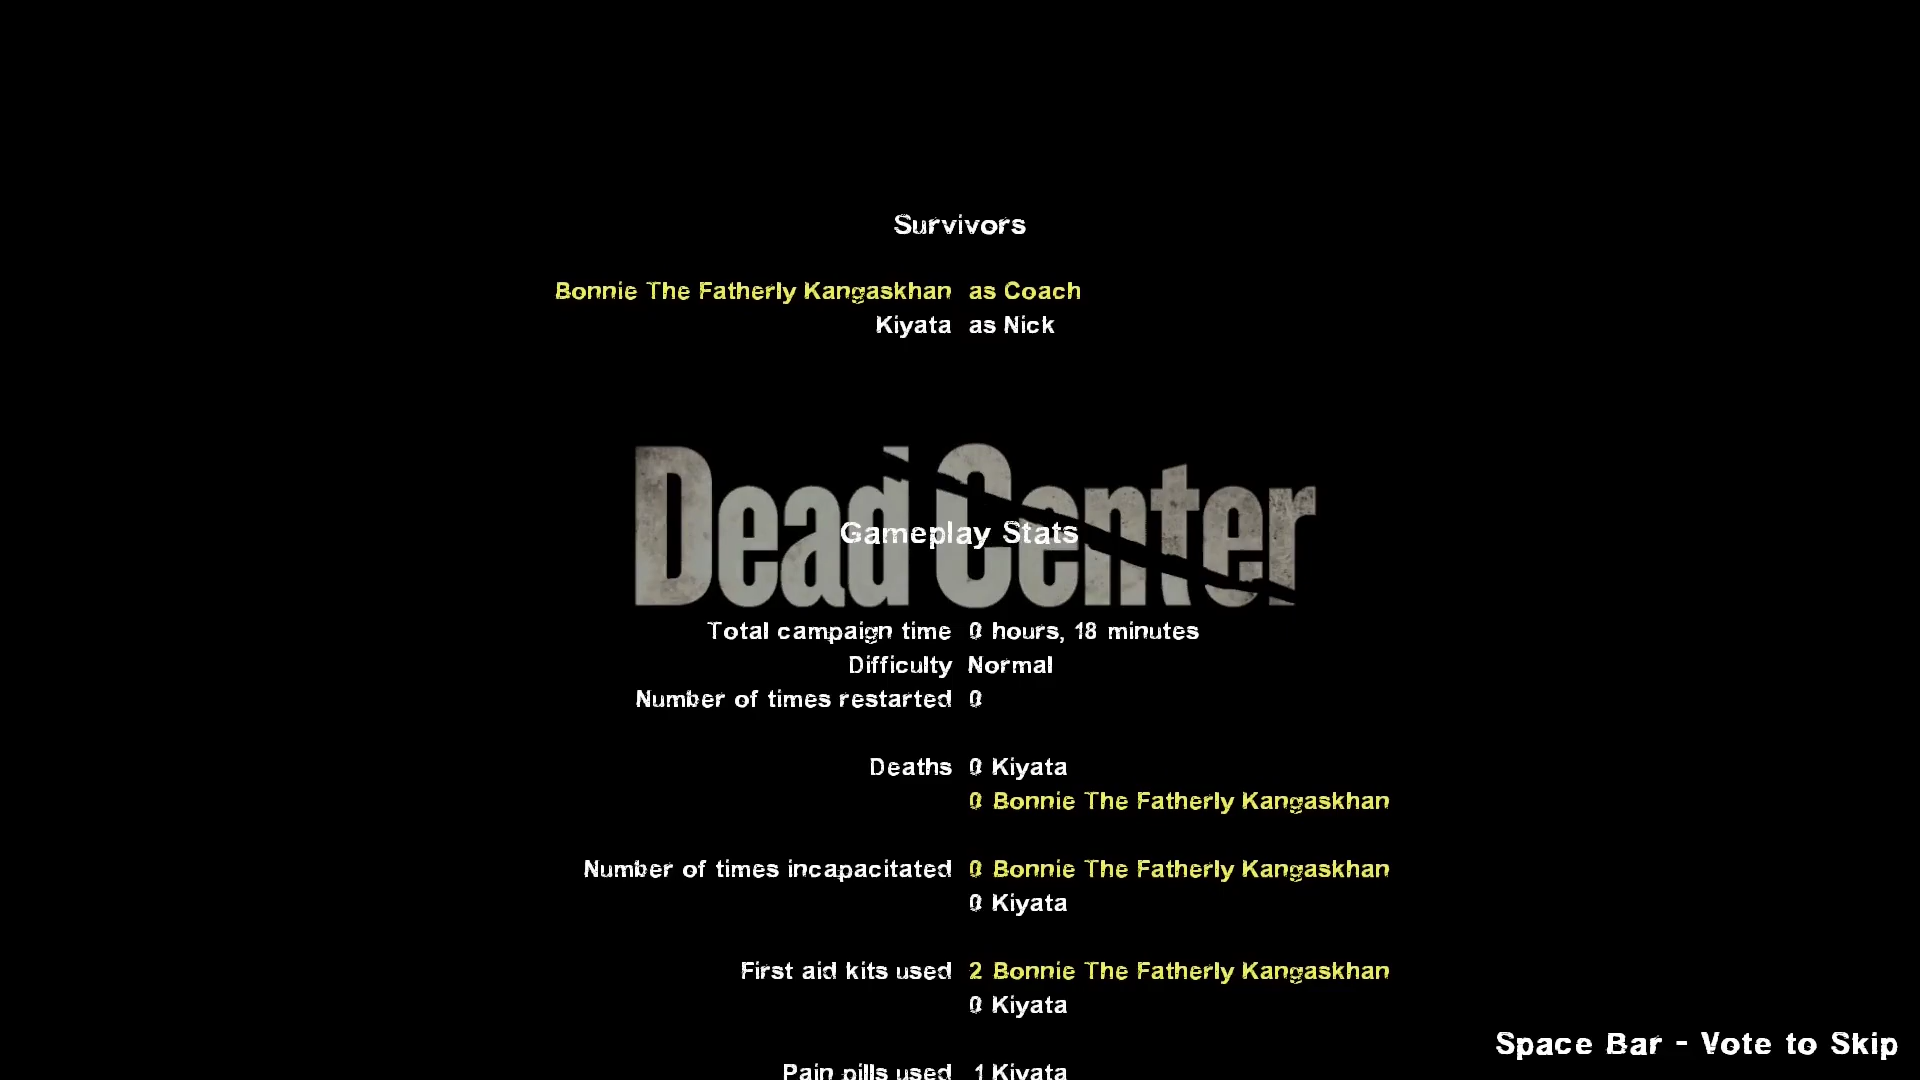 Survivors
Bonnie The Fatherly Kangaskhan as Coach
Kiyata as Nick
Dead Center
Gameplay Stats
Total campaign time 0 hours, 18 minutes
Difficulty Normal
Number of times restarted 0
Deaths 0 Kiyata
0 Bonnie The Fatherly Kangaskhan
Number of times incapacitated 0 Bonnie The Fatherly Kangaskhan
0 Kiyata
First aid kits used 2 Bonnie The Fatherly Kangaskhan
0 Kiyata
Space Bar - Vote to Skip
Pain pills used 1 Kiyata